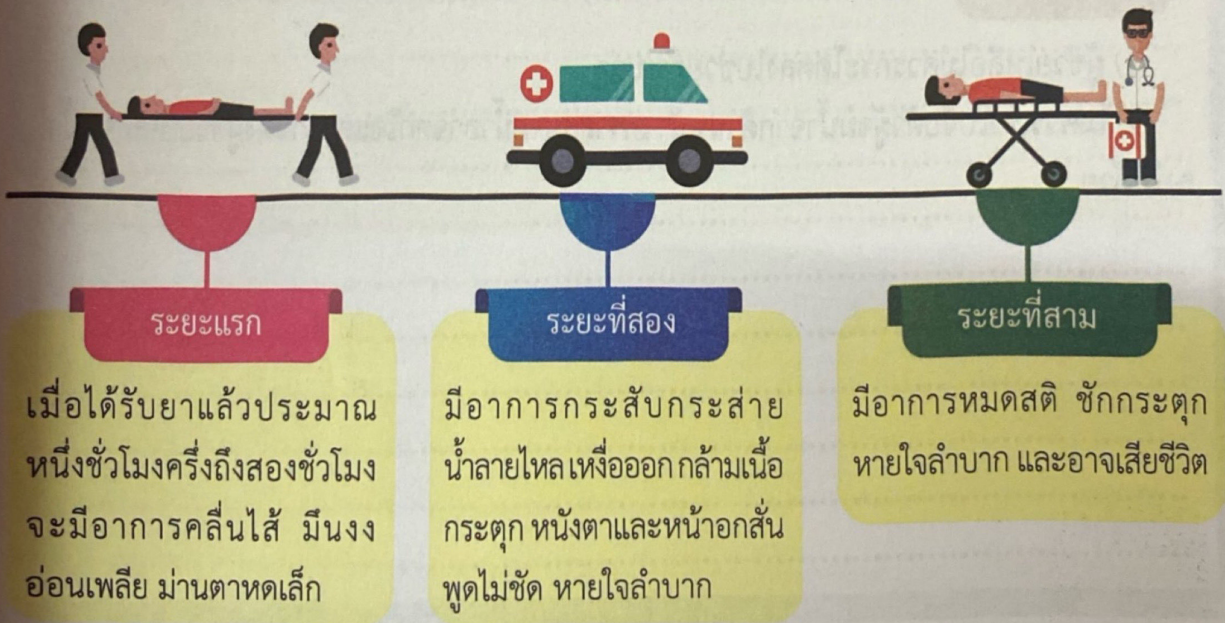 ระยะแรก
เมื่อได้รับยาแล้วประมาณ
หนึ่งชั่วโมงครึ่งถึงสองชั่วโมง
จะมีอาการคลื่นไส้ มึนงง
อ่อนเพลีย ม่านตาหดเล็ก
ระยะที่สอง
มีอาการกระสับกระส่าย
น้ำลายไหล เหงื่อออก กล้ามเนื้อ
กระตุก หนังตาและหน้าอกสั่น
พูดไม่ชัด หายใจลำบาก
ระยะที่สาม
มีอาการหมดสติ ชักกระตุก
หายใจลำบาก และอาจเสียชีวิต